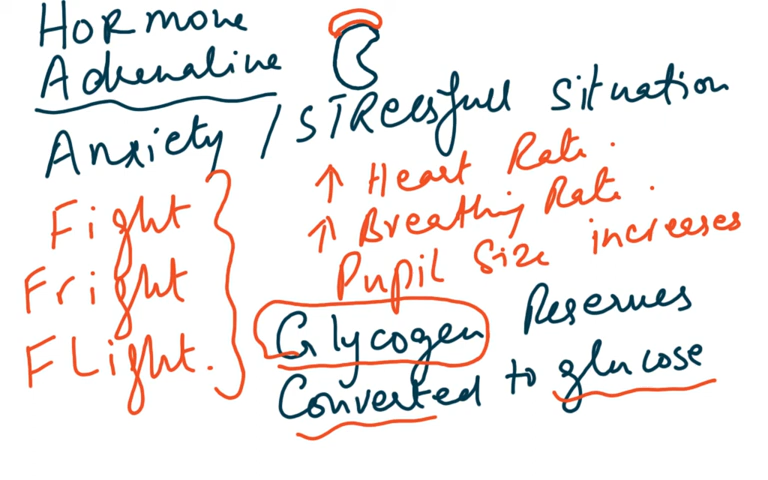 HoRmone
Adrenaline
Anxiety / STRessfull Situation
↑ Heart Rate.
↑ Breathing Rate.
Pupil Size increases
Fight
Fright
FLight.
Glycogen Reserves
Converted to glucose